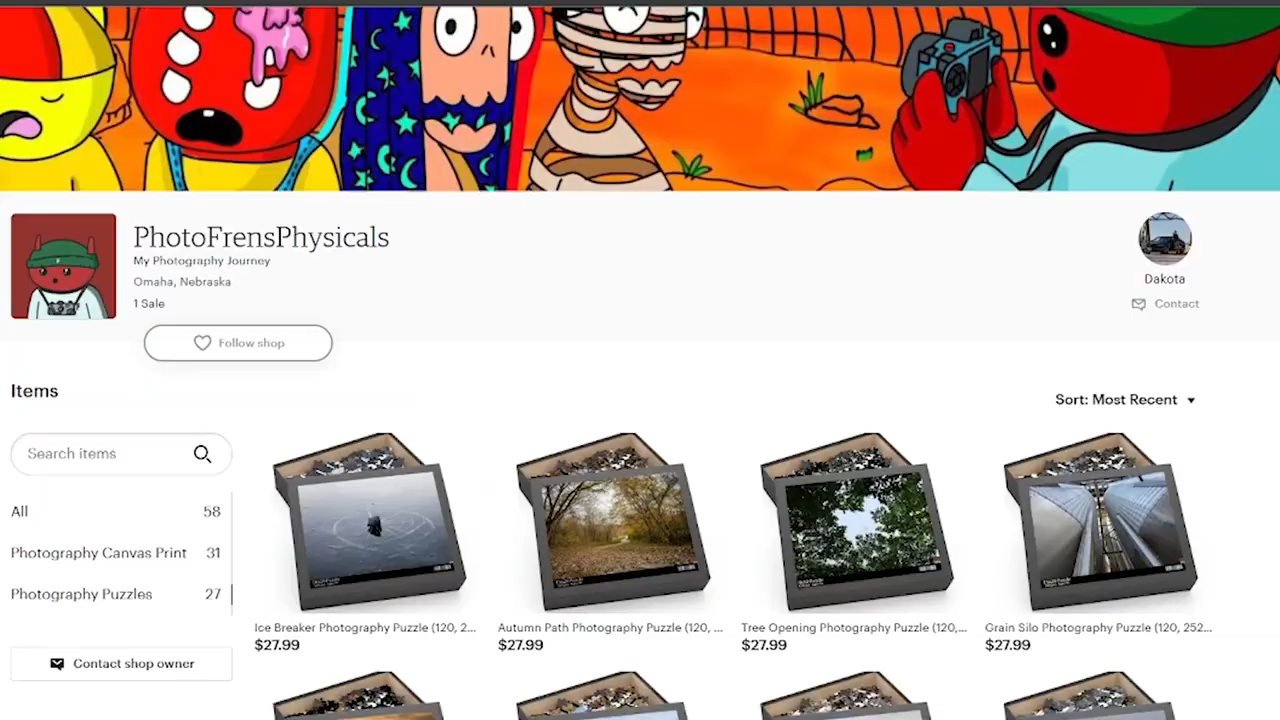 PhotoFrensPhysicals
My Photography Journey
Omaha, Nebraska
1 Sale
Follow shop
Dakota
Contact
Items
Sort: Most Recent
Search items
All 58
Photography Canvas Print 31
Photography Puzzles 27
Contact shop owner
Ice Breaker Photography Puzzle (120, 2...
$27.99
Autumn Path Photography Puzzle (120, ...
$27.99
Tree Opening Photography Puzzle (120,...
$27.99
Grain Silo Photography Puzzle (120, 252...
$27.99